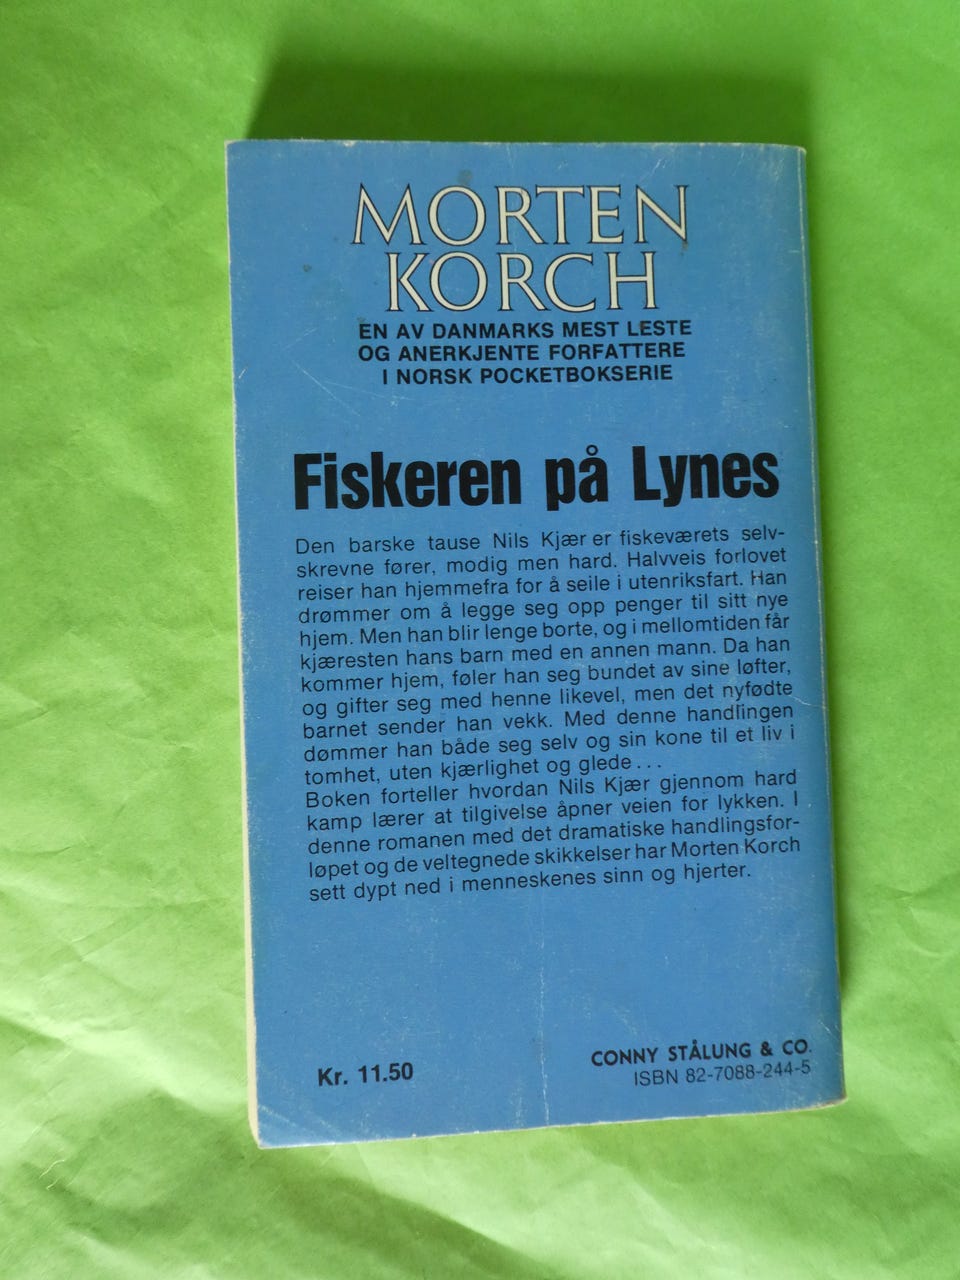 MORTEN
KORCH
EN AV DANMARKS MEST LESTE
OG ANERKJENTE FORFATTERE
I NORSK POCKETBOKSERIE
Fiskeren på Lynes
Den barske tause Nils Kjær er fiskeværets selv-
skrevne fører, modig men hard. Halvveis forlovet
reiser han hjemmefra for å seile i utenriksfart. Han
drømmer om å legge seg opp penger til sitt nye
hjem. Men han blir lenge borte, og i mellomtiden får
kjæresten hans barn med en annen mann. Da han
kommer hjem, føler han seg bundet av sine løfter,
og gifter seg med henne likevel, men det nyfødte
barnet sender han vekk. Med denne handlingen
dømmer han både seg selv og sin kone til et liv i
tomhet, uten kjærlighet og glede...
Boken forteller hvordan Nils Kjær gjennom hard
kamp lærer at tilgivelse åpner veien for lykken. I
denne romanen med det dramatiske handlingsfor-
løpet og de veltegnede skikkelser har Morten Korch
sett dypt ned i menneskenes sinn og hjerter.
Kr. 11.50
CONNY STÅLUNG & CO.
ISBN 82-7088-244-5